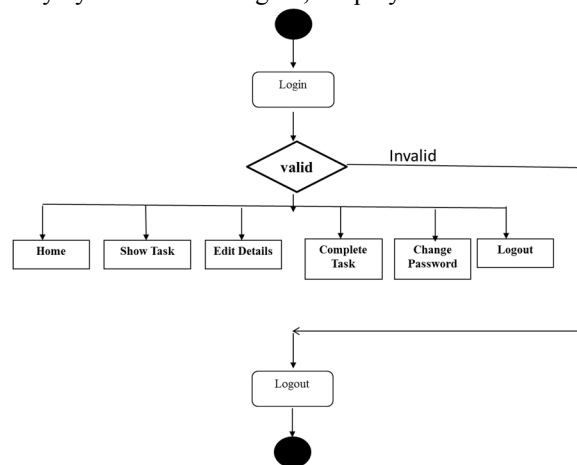 Login
valid
Invalid
Home
Show Task
Edit Details
Complete
Task
Change
Password
Logout
Logout